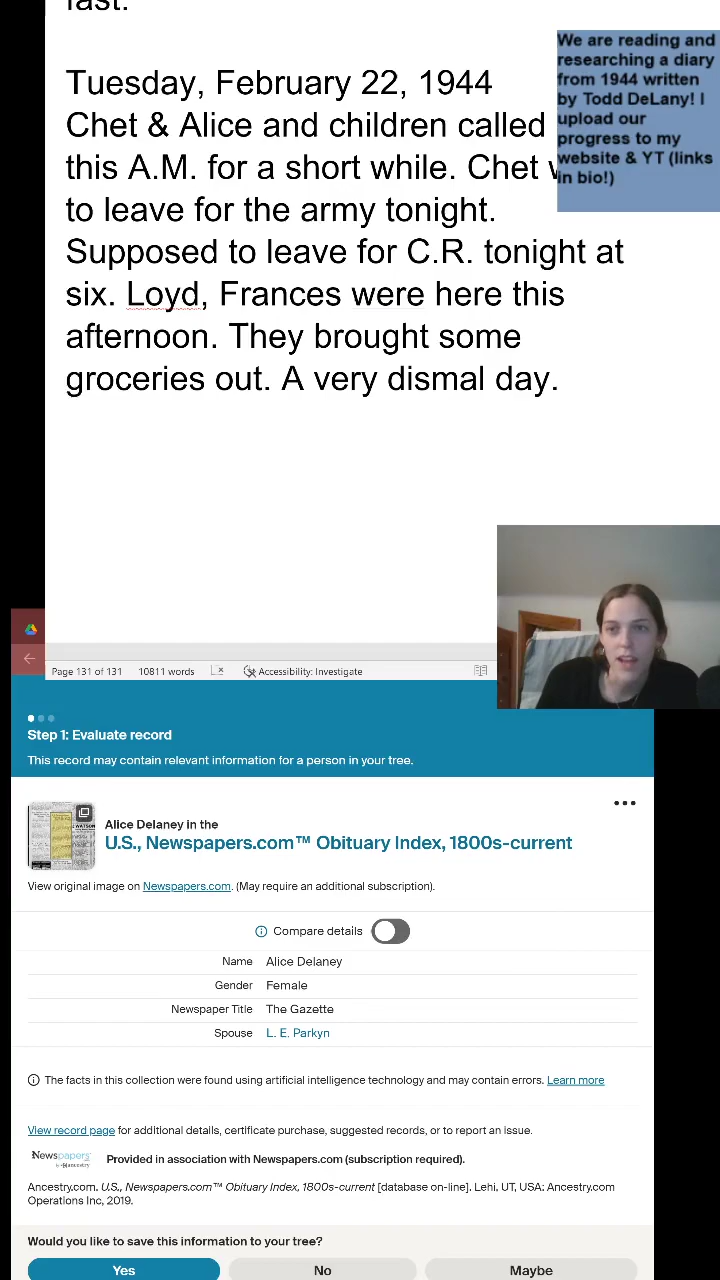 fast.
Tuesday, February 22, 1944
Chet & Alice and children called
this A.M. for a short while. Chet
to leave for the army tonight.
Supposed to leave for C.R. tonight at
six. Loyd, Frances were here this
afternoon. They brought some
groceries out. A very dismal day.
We are reading and
researching a diary
from 1944 written
by Todd DeLany! I
upload our
progress to my
website & YT (links
in bio!)
Page 131 of 131 10811 words Accessibility: Investigate
Step 1: Evaluate record
This record may contain relevant information for a person in your tree.
Alice Delaney in the
U.S., Newspapers.com™ Obituary Index, 1800s-current
View original image on Newspapers.com. (May require an additional subscription).
Compare details
Name Alice Delaney
Gender Female
Newspaper Title The Gazette
Spouse L. E. Parkyn
The facts in this collection were found using artificial intelligence technology and may contain errors. Learn more
View record page for additional details, certificate purchase, suggested records, or to report an issue.
Newspapers by ancestry Provided in association with Newspapers.com (subscription required).
Ancestry.com. U.S., Newspapers.com™ Obituary Index, 1800s-current [database on-line]. Lehi, UT, USA: Ancestry.com
Operations Inc, 2019.
Would you like to save this information to your tree?
Yes No Maybe